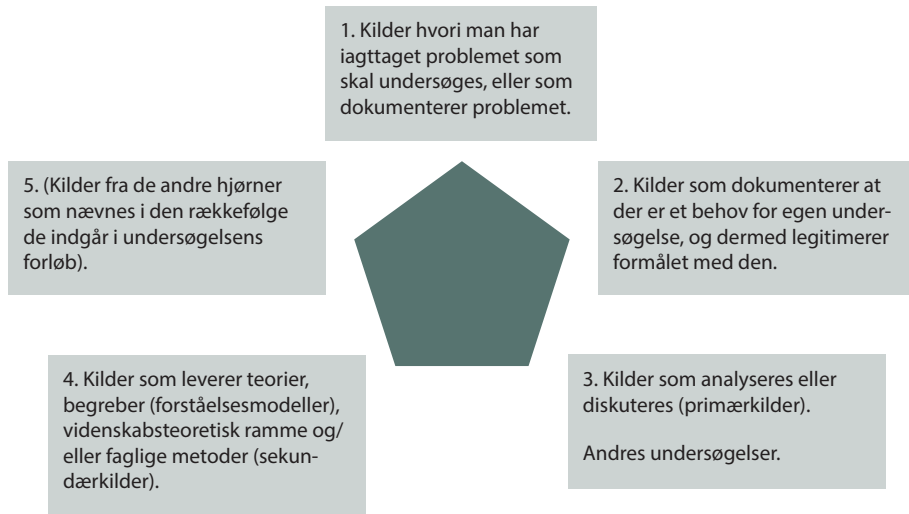 1. Kilder hvori man har
iagttaget problemet som
skal undersøges, eller som
dokumenterer problemet.
2. Kilder som dokumenterer at
der er et behov for egen under-
søgelse, og dermed legitimerer
formålet med den.
3. Kilder som analyseres eller
diskuteres (primærkilder).
Andres undersøgelser.
4. Kilder som leverer teorier,
begreber (forståelsesmodeller),
videnskabsteoretisk ramme og/
eller faglige metoder (sekun-
dærkilder).
5. (Kilder fra de andre hjørner
som nævnes i den rækkefølge
de indgår i undersøgelsens
forløb).